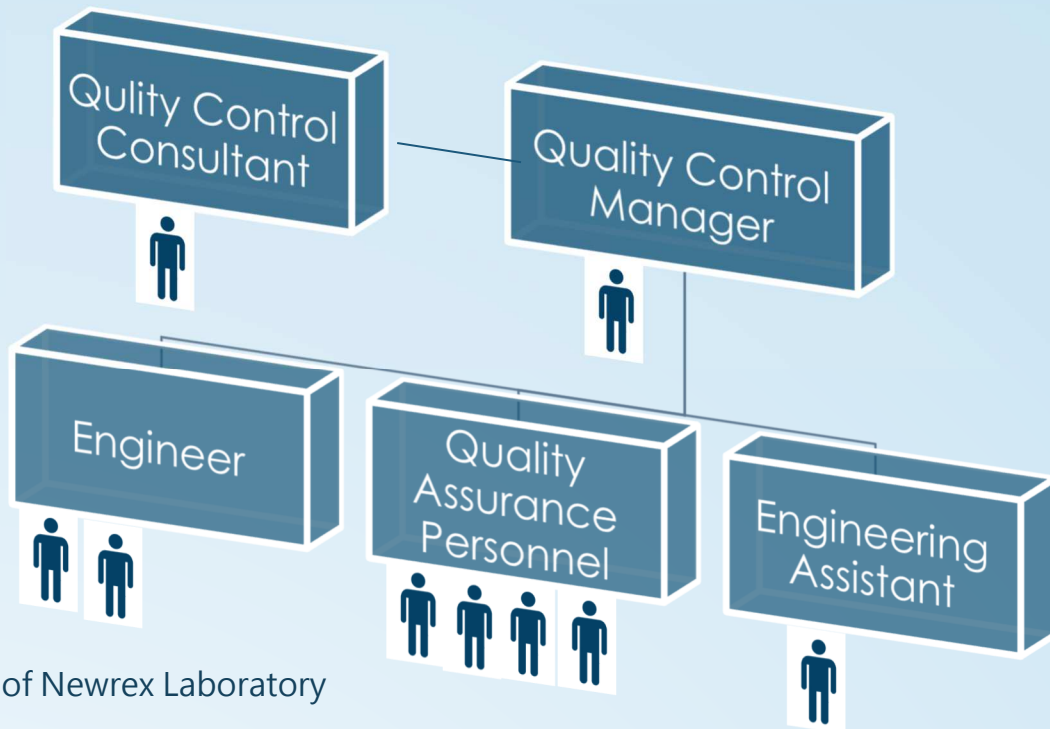 Qulity Control
Consultant
Quality Control
Manager
Engineer
Quality
Assurance
Personnel
Engineering
Assistant
of Newrex Laboratory